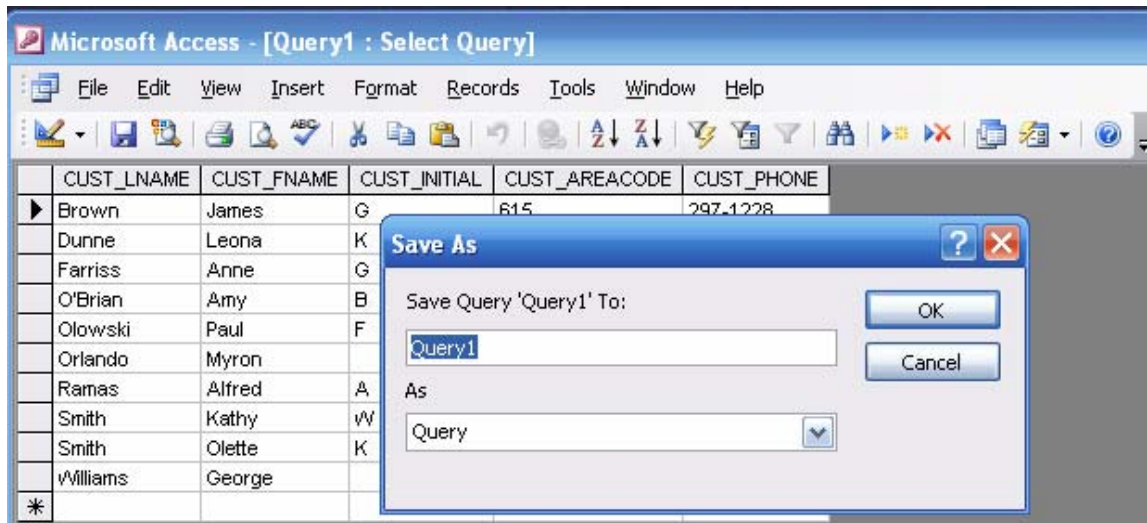 Microsoft Access - [Query1 : Select Query]
File Edit View Insert Format Records Tools Window Help
ABC
A Z Z A
CUST_LNAME CUST_FNAME CUST_INITIAL CUST_AREACODE CUST_PHONE
Brown James G 615 297-1228
Dunne Leona K
Farriss Anne G
O'Brian Amy B
Olowski Paul F
Orlando Myron
Ramas Alfred A
Smith Kathy W
Smith Olette K
Williams George
Save As
Save Query 'Query1' To:
Query1
As
Query
OK
Cancel